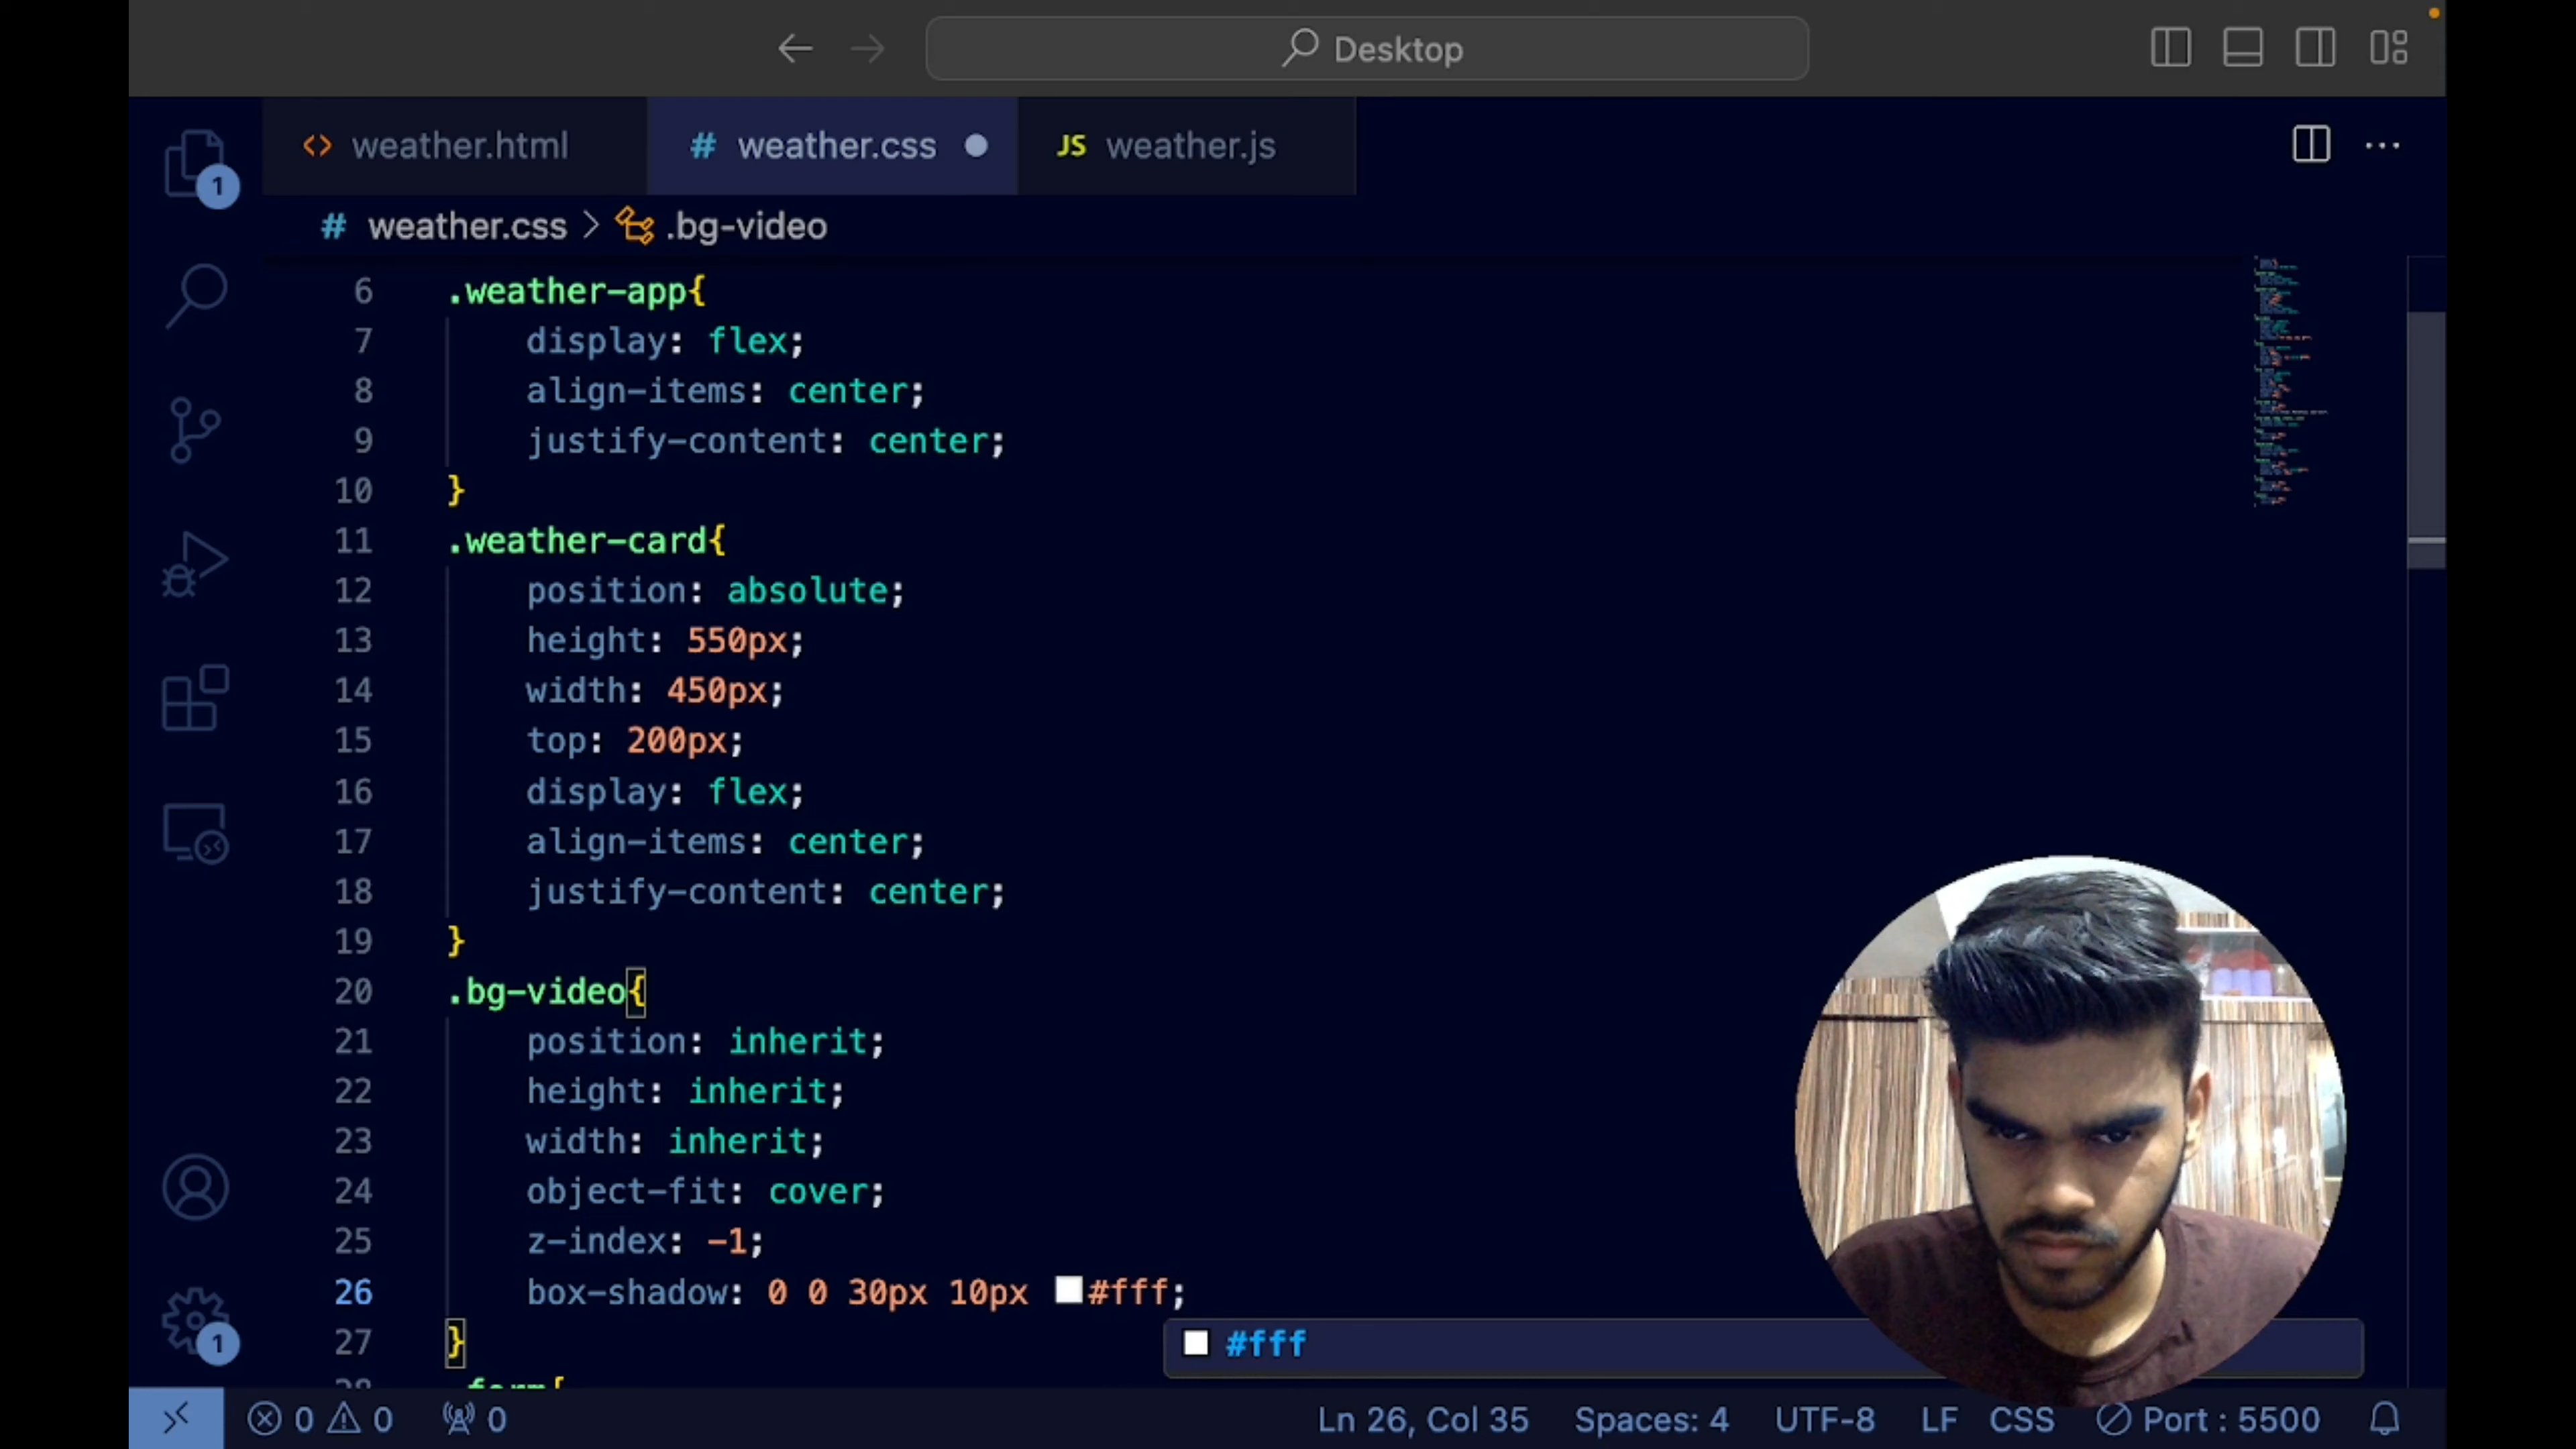 Desktop
1
weather.html
weather.css
JS weather.js
weather.css > .bg-video
6 .weather-app{
7 display: flex;
8 align-items: center;
9 justify-content: center;
10 }
11 .weather-card{
12 position: absolute;
13 height: 550px;
14 width: 450px;
15 top: 200px;
16 display: flex;
17 align-items: center;
18 justify-content: center;
19 }
20 .bg-video{
21 position: inherit;
22 height: inherit;
23 width: inherit;
24 object-fit: cover;
25 z-index: -1;
26 box-shadow: 0 0 30px 10px #fff;
27 }
#fff
28 .form{
1
0 0 0 Ln 26, Col 35 Spaces: 4 UTF-8 LF CSS Port : 5500